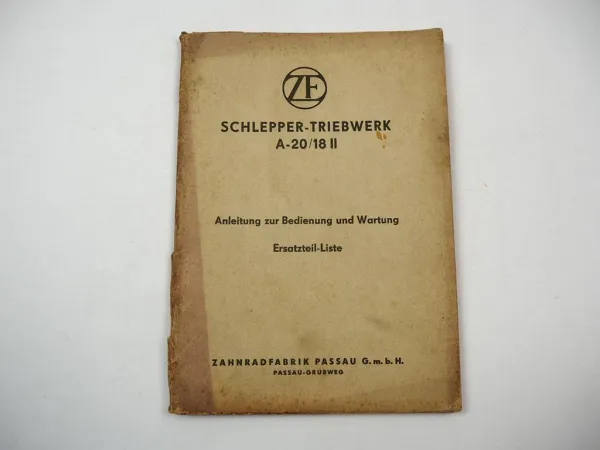 ZF
SCHLEPPER-TRIEBWERK
A-20/18 II
Anleitung zur Bedienung und Wartung
Ersatzteil-Liste
ZAHNRADFABRIK PASSAU G.m.b.H.
PASSAU-GRUBWEG